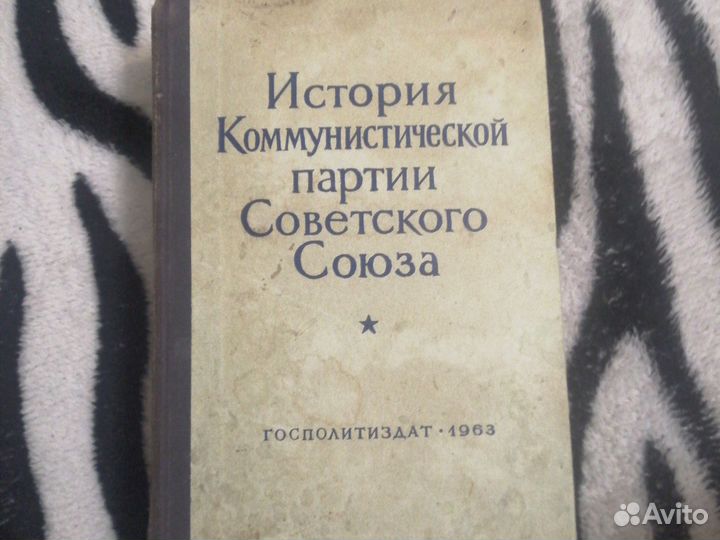 История
Коммунистической
партии
Советского
Союза
ГОСПОЛИТИЗДАТ · 1963
Avito